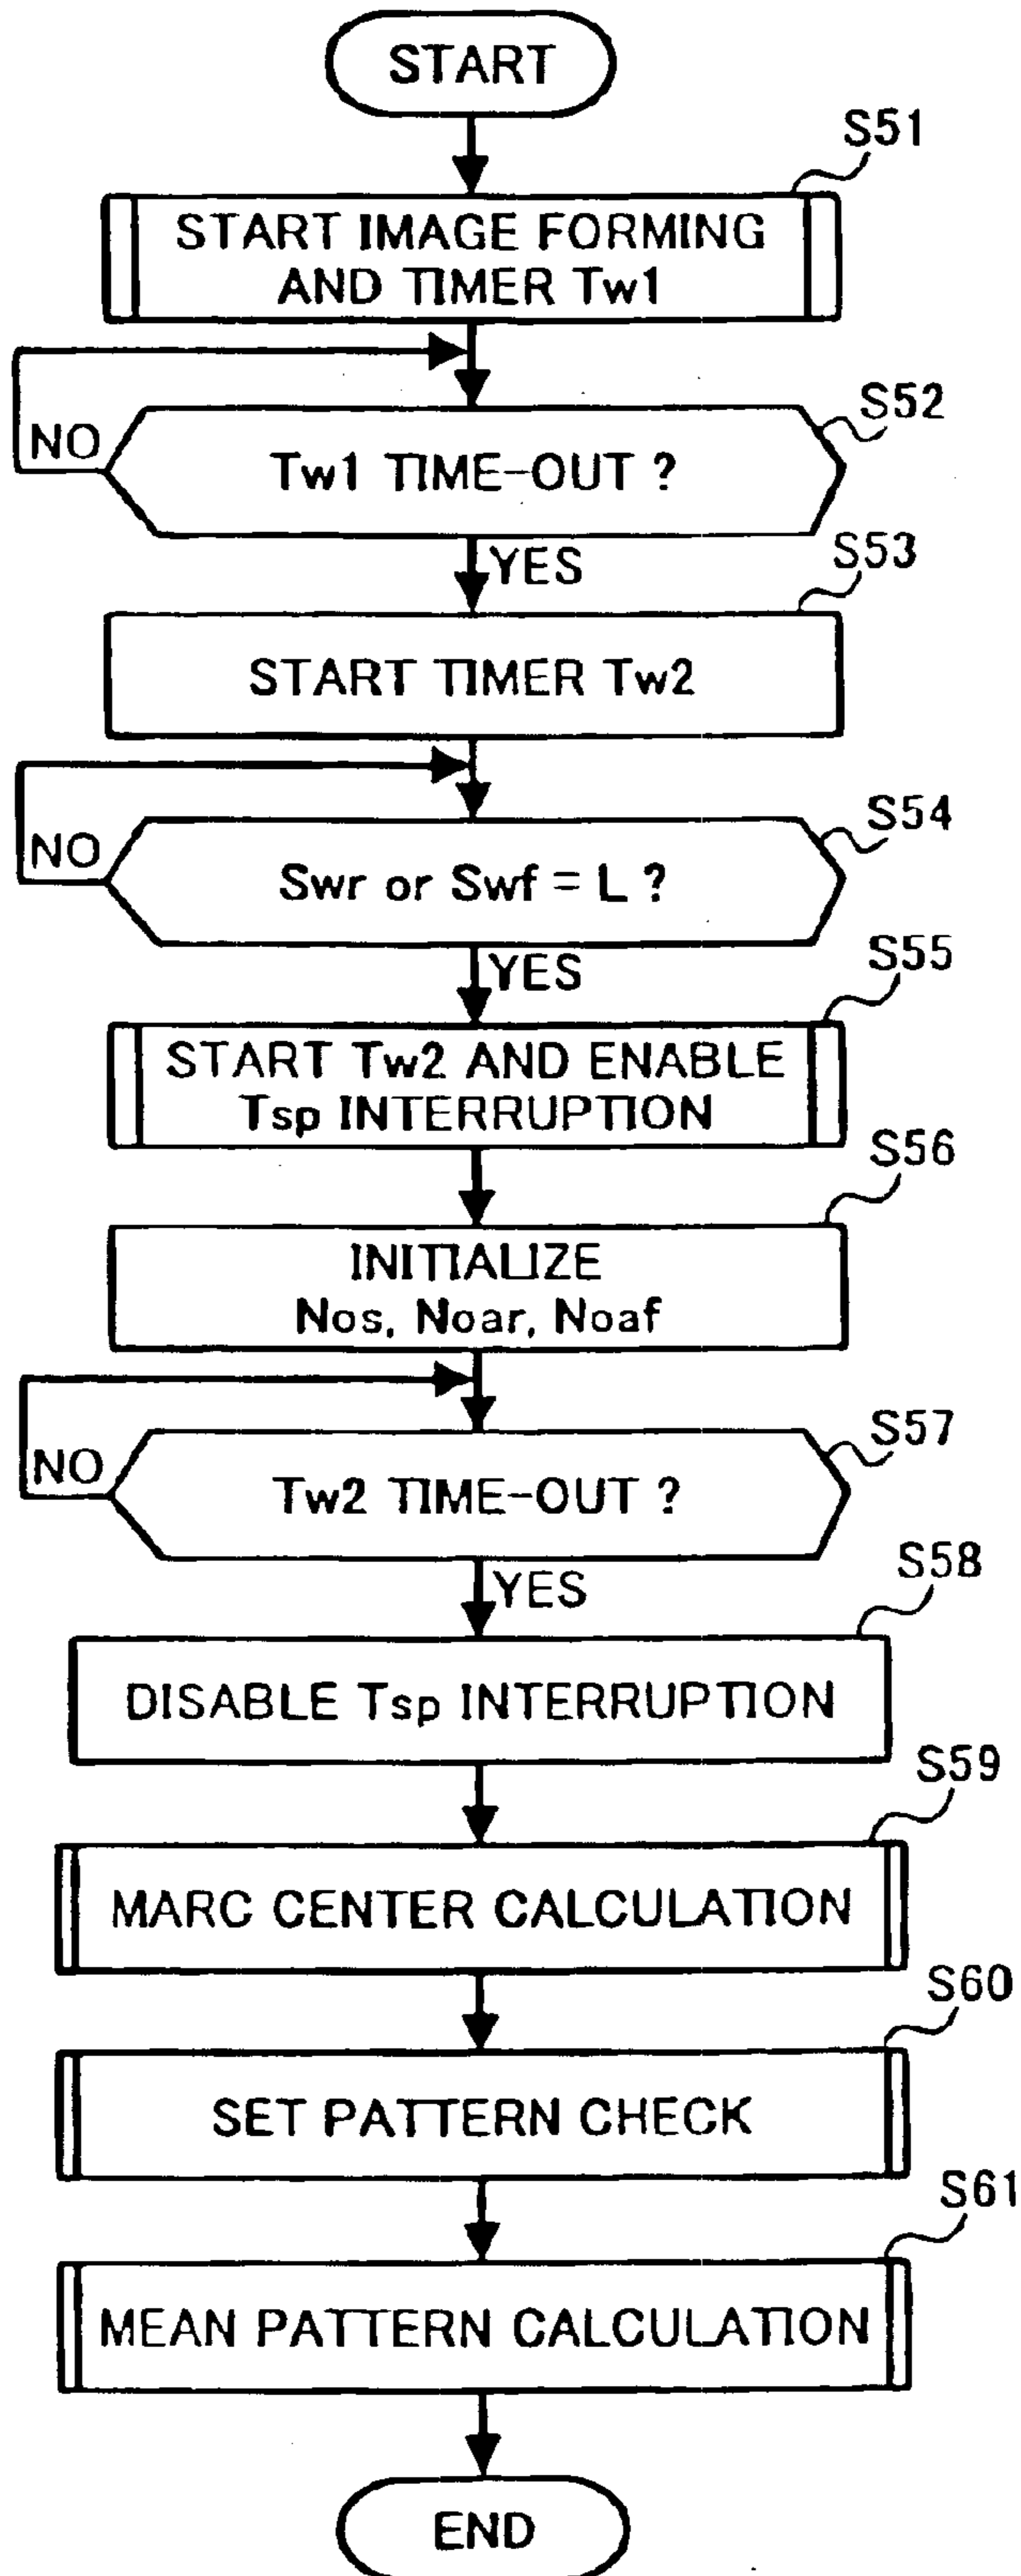 START
S51
START IMAGE FORMING
AND TIMER Tw1
S52
NO
Tw1 TIME-OUT ?
YES
S53
START TIMER Tw2
S54
NO
Swr or Swf = L ?
YES
S55
START Tw2 AND ENABLE
Tsp INTERRUPTION
S56
INITIALIZE
Nos, Noar, Noaf
S57
NO
Tw2 TIME-OUT ?
YES
S58
DISABLE Tsp INTERRUPTION
S59
MARC CENTER CALCULATION
S60
SET PATTERN CHECK
S61
MEAN PATTERN CALCULATION
END